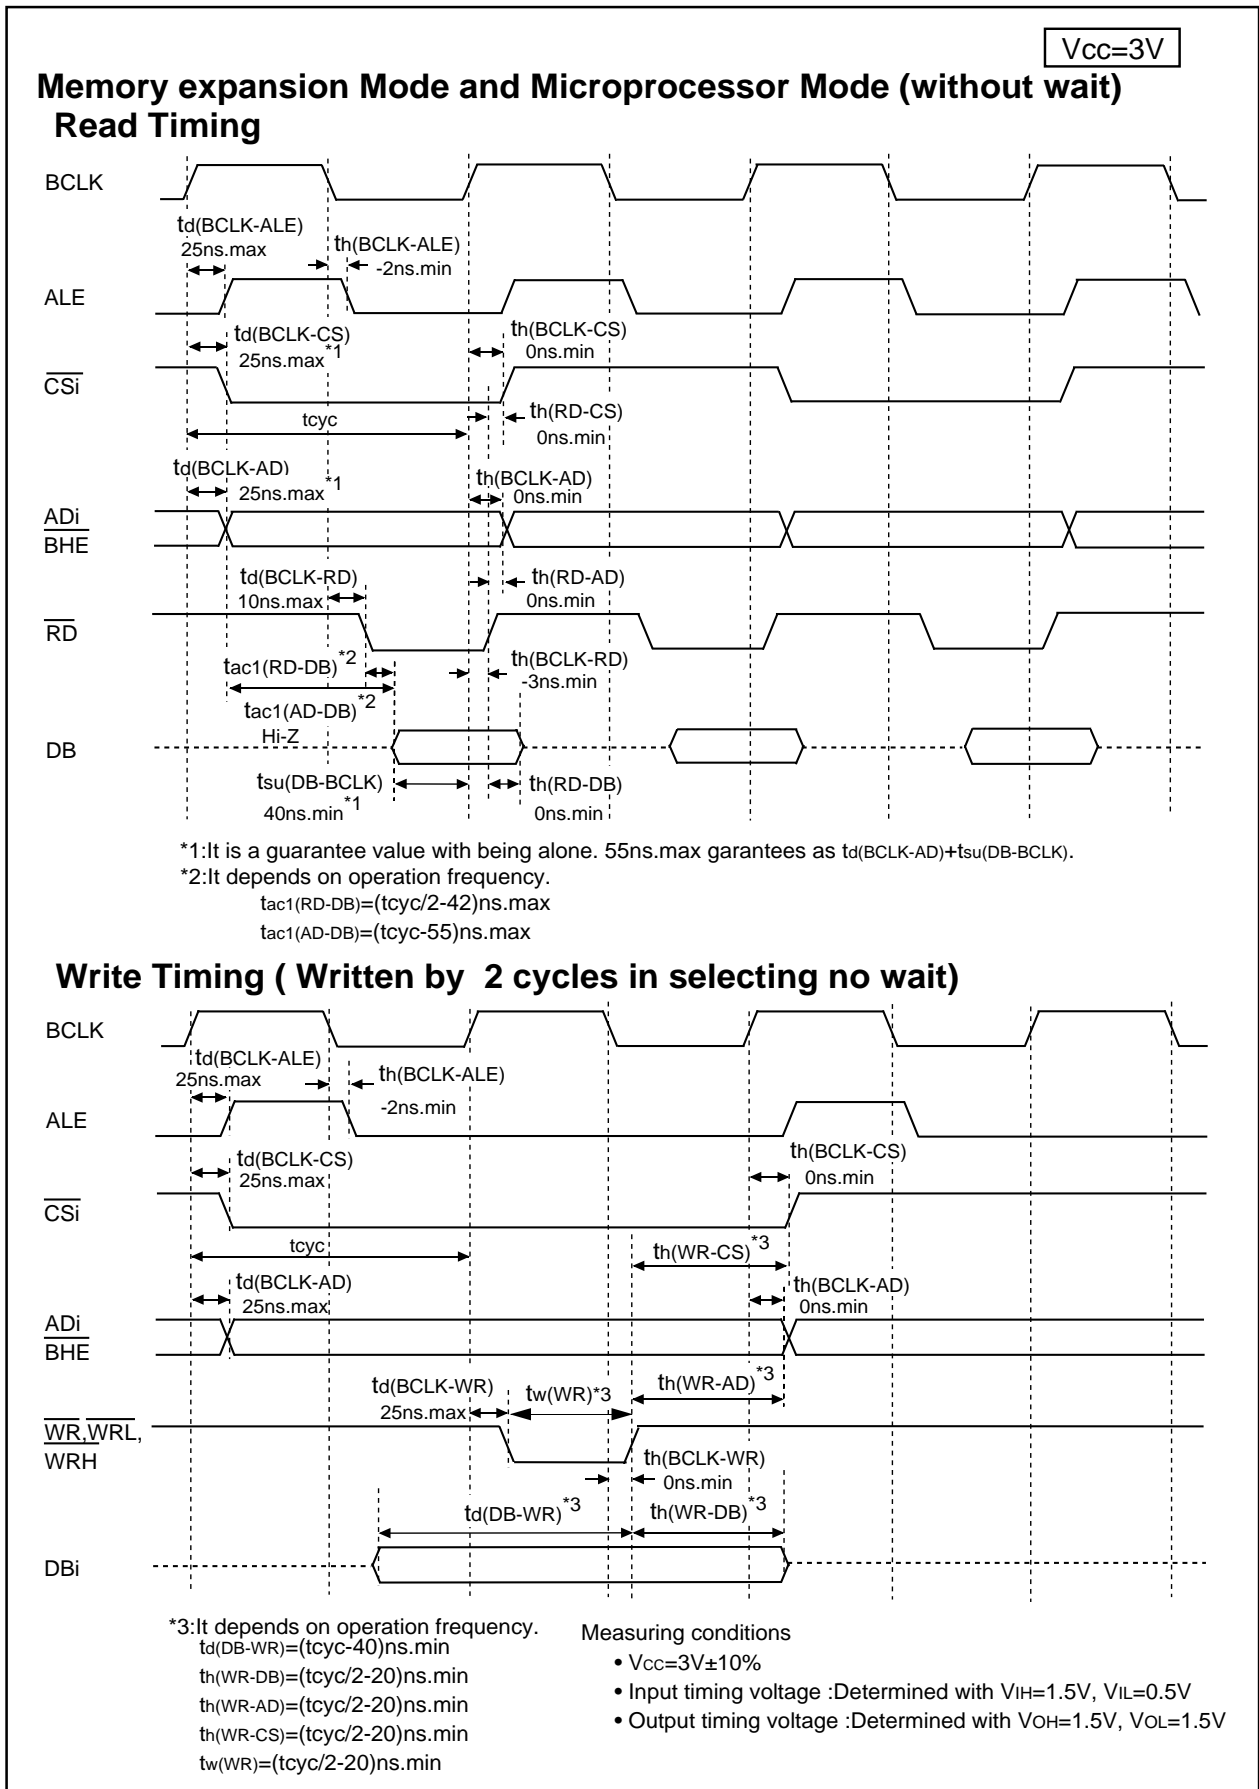 Vcc=3V
Memory expansion Mode and Microprocessor Mode (without wait)
Read Timing
BCLK
td(BCLK-ALE)
25ns.max
th(BCLK-ALE)
-2ns.min
ALE
td(BCLK-CS)
25ns.max*1
th(BCLK-CS)
0ns.min
CSi
tcyc
th(RD-CS)
0ns.min
td(BCLK-AD)
25ns.max*1
th(BCLK-AD)
0ns.min
ADi
BHE
td(BCLK-RD)
10ns.max
th(RD-AD)
0ns.min
RD
tac1(RD-DB)*2
th(BCLK-RD)
-3ns.min
tac1(AD-DB)*2
Hi-Z
DB
tsu(DB-BCLK)
40ns.min*1
th(RD-DB)
0ns.min
*1:It is a guarantee value with being alone. 55ns.max garantees as td(BCLK-AD)+tsu(DB-BCLK).
*2:It depends on operation frequency.
tac1(RD-DB)=(tcyc/2-42)ns.max
tac1(AD-DB)=(tcyc-55)ns.max
Write Timing ( Written by 2 cycles in selecting no wait)
BCLK
td(BCLK-ALE)
25ns.max
th(BCLK-ALE)
-2ns.min
ALE
td(BCLK-CS)
25ns.max
th(BCLK-CS)
0ns.min
CSi
tcyc
th(WR-CS)*3
td(BCLK-AD)
25ns.max
th(BCLK-AD)
0ns.min
ADi
BHE
td(BCLK-WR)
25ns.max
tw(WR)*3
th(WR-AD)*3
WR,WRL,
WRH
th(BCLK-WR)
0ns.min
td(DB-WR)*3
th(WR-DB)*3
DBi
*3:It depends on operation frequency.
td(DB-WR)=(tcyc-40)ns.min
th(WR-DB)=(tcyc/2-20)ns.min
th(WR-AD)=(tcyc/2-20)ns.min
th(WR-CS)=(tcyc/2-20)ns.min
tw(WR)=(tcyc/2-20)ns.min
Measuring conditions
• VCC=3V±10%
• Input timing voltage :Determined with VIH=1.5V, VIL=0.5V
• Output timing voltage :Determined with VOH=1.5V, VOL=1.5V